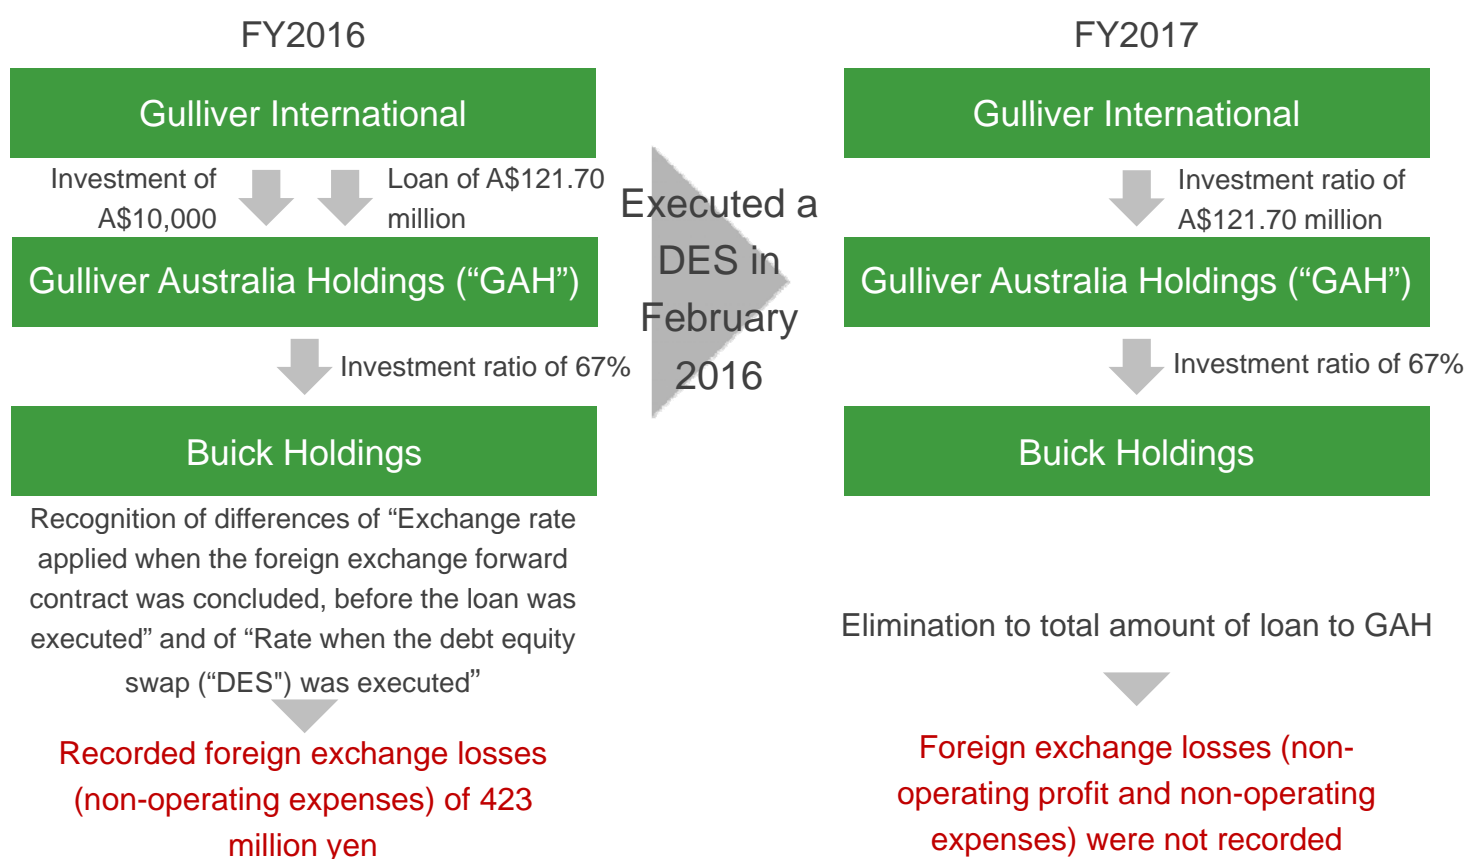 FY2016
Gulliver International
Investment of
A$10,000
Loan of A$121.70
million
Gulliver Australia Holdings (“GAH”)
Investment ratio of 67%
Buick Holdings
Recognition of differences of “Exchange rate
applied when the foreign exchange forward
contract was concluded, before the loan was
executed” and of “Rate when the debt equity
swap (“DES") was executed”
Recorded foreign exchange losses
(non-operating expenses) of 423
million yen
Executed a
DES in
February
2016
FY2017
Gulliver International
Investment ratio of
A$121.70 million
Gulliver Australia Holdings (“GAH”)
Investment ratio of 67%
Buick Holdings
Elimination to total amount of loan to GAH
Foreign exchange losses (non-
operating profit and non-operating
expenses) were not recorded